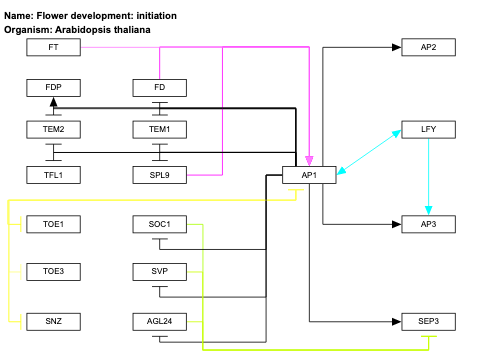 Name: Flower development: initiation
Organism: Arabidopsis thaliana
FT
AP2
FDP
FD
TEM2
TEM1
LFY
TFL1
SPL9
AP1
TOE1
SOC1
AP3
TOE3
SVP
SNZ
AGL24
SEP3